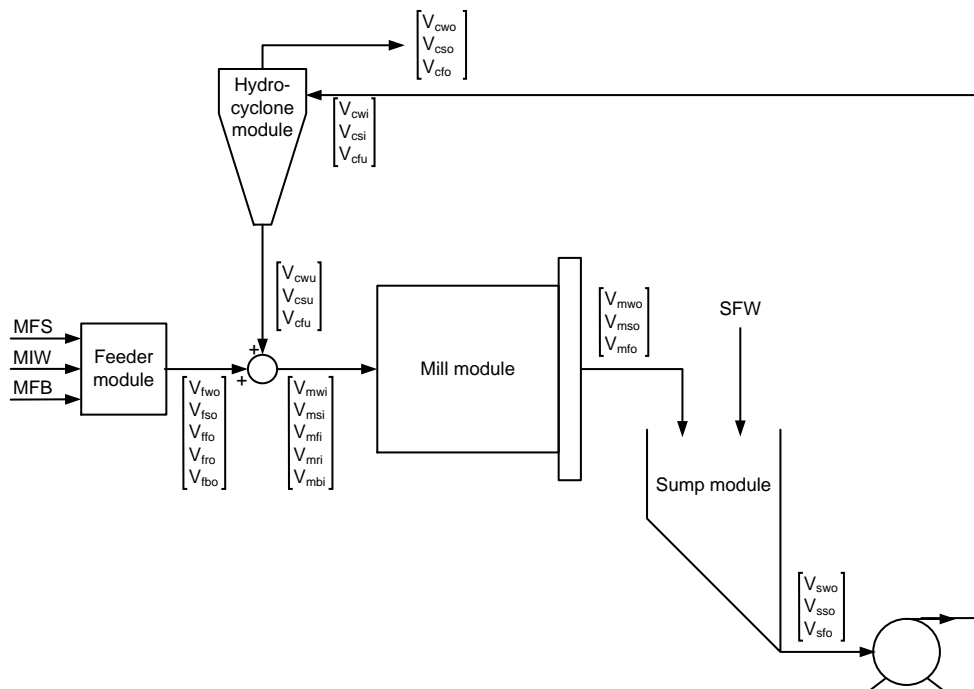 V_cwo
V_cso
V_cfo
Hydro-
cyclone
module
V_cwi
V_csi
V_cfu
V_cwu
V_csu
V_cfu
MFS
MIW
MFB
Feeder
module
+
+
V_fwo
V_fso
V_ffo
V_fro
V_fbo
V_mwi
V_msi
V_mfi
V_mri
V_mbi
Mill module
V_mwo
V_mso
V_mfo
SFW
Sump module
V_swo
V_sso
V_sfo